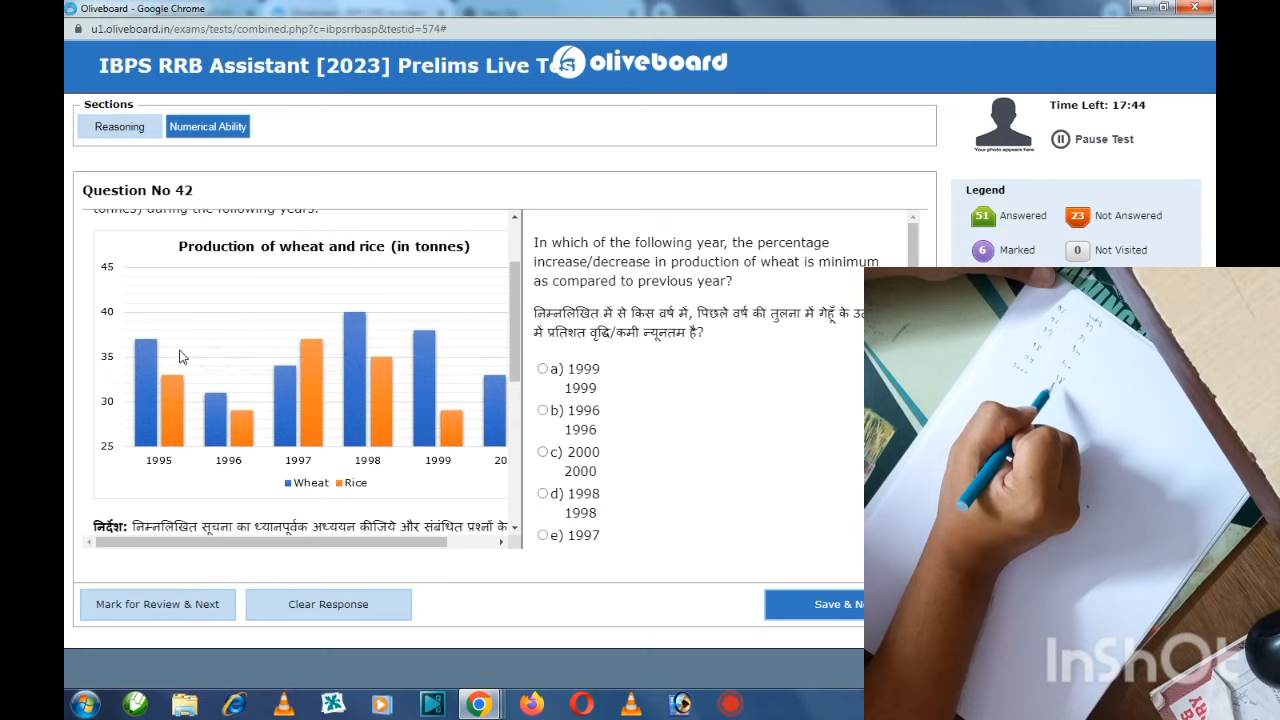 Oliveboard - Google Chrome
u1.oliveboard.in/exams/tests/combined.php?c=ibpsrrbasp&testid=574#
IBPS RRB Assistant [2023] Prelims Live
oliveboard
Sections
Reasoning
Numerical Ability
Your photo appears here
Time Left: 17:44
Pause Test
Question No 42
Legend
51 Answered
23 Not Answered
6 Marked
0 Not Visited
tonnes) during the following years.
Production of wheat and rice (in tonnes)
45
40
35
30
25
1995
1996
1997
1998
1999
20
Wheat
Rice
निर्देश: निम्नलिखित सूचना का ध्यानपूर्वक अध्ययन कीजिये और संबंधित प्रश्नों के
In which of the following year, the percentage
increase/decrease in production of wheat is minimum
as compared to previous year?
निम्नलिखित में से किस वर्ष में, पिछले वर्ष की तुलना में गेहूँ के
में प्रतिशत वृद्धि/कमी न्यूनतम है?
a) 1999
1999
b) 1996
1996
c) 2000
2000
d) 1998
1998
e) 1997
Mark for Review & Next
Clear Response
Save &
InShOt